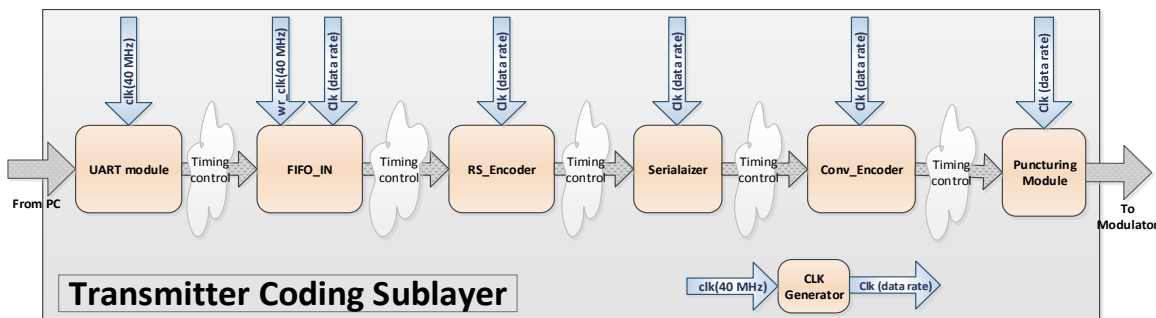 clk(40 MHz)
wr_clk(40 MHz)
Clk (data rate)
Clk (data rate)
Clk (data rate)
Clk (data rate)
Clk (data rate)
From PC
UART module
Timing
control
FIFO_IN
Timing
control
RS_Encoder
Timing
control
Serialaizer
Timing
control
Conv_Encoder
Timing
control
Puncturing
Module
To
Modulator
Transmitter Coding Sublayer
clk(40 MHz)
CLK
Generator
Clk (data rate)